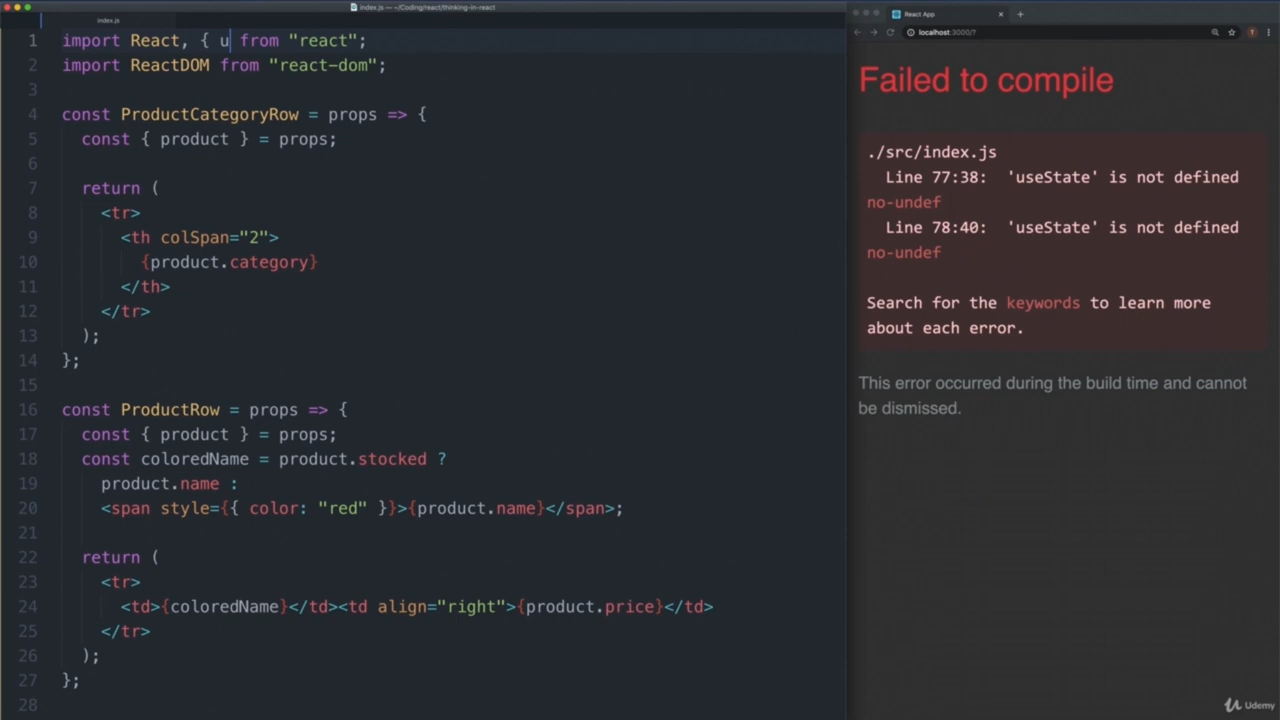 index.js — ~/Coding/react/thinking-in-react
index.js
1 import React, { u from "react";
2 import ReactDOM from "react-dom";
3
4 const ProductCategoryRow = props => {
5 const { product } = props;
6
7 return (
8 <tr>
9 <th colSpan="2">
10 {product.category}
11 </th>
12 </tr>
13 );
14 };
15
16 const ProductRow = props => {
17 const { product } = props;
18 const coloredName = product.stocked ?
19 product.name :
20 <span style={{ color: "red" }}>{product.name}</span>;
21
22 return (
23 <tr>
24 <td>{coloredName}</td><td align="right">{product.price}</td>
25 </tr>
26 );
27 };
28
React App
localhost:3000/?
T
Failed to compile
./src/index.js
Line 77:38: 'useState' is not defined
no-undef
Line 78:40: 'useState' is not defined
no-undef
Search for the keywords to learn more
about each error.
This error occurred during the build time and cannot
be dismissed.
Udemy